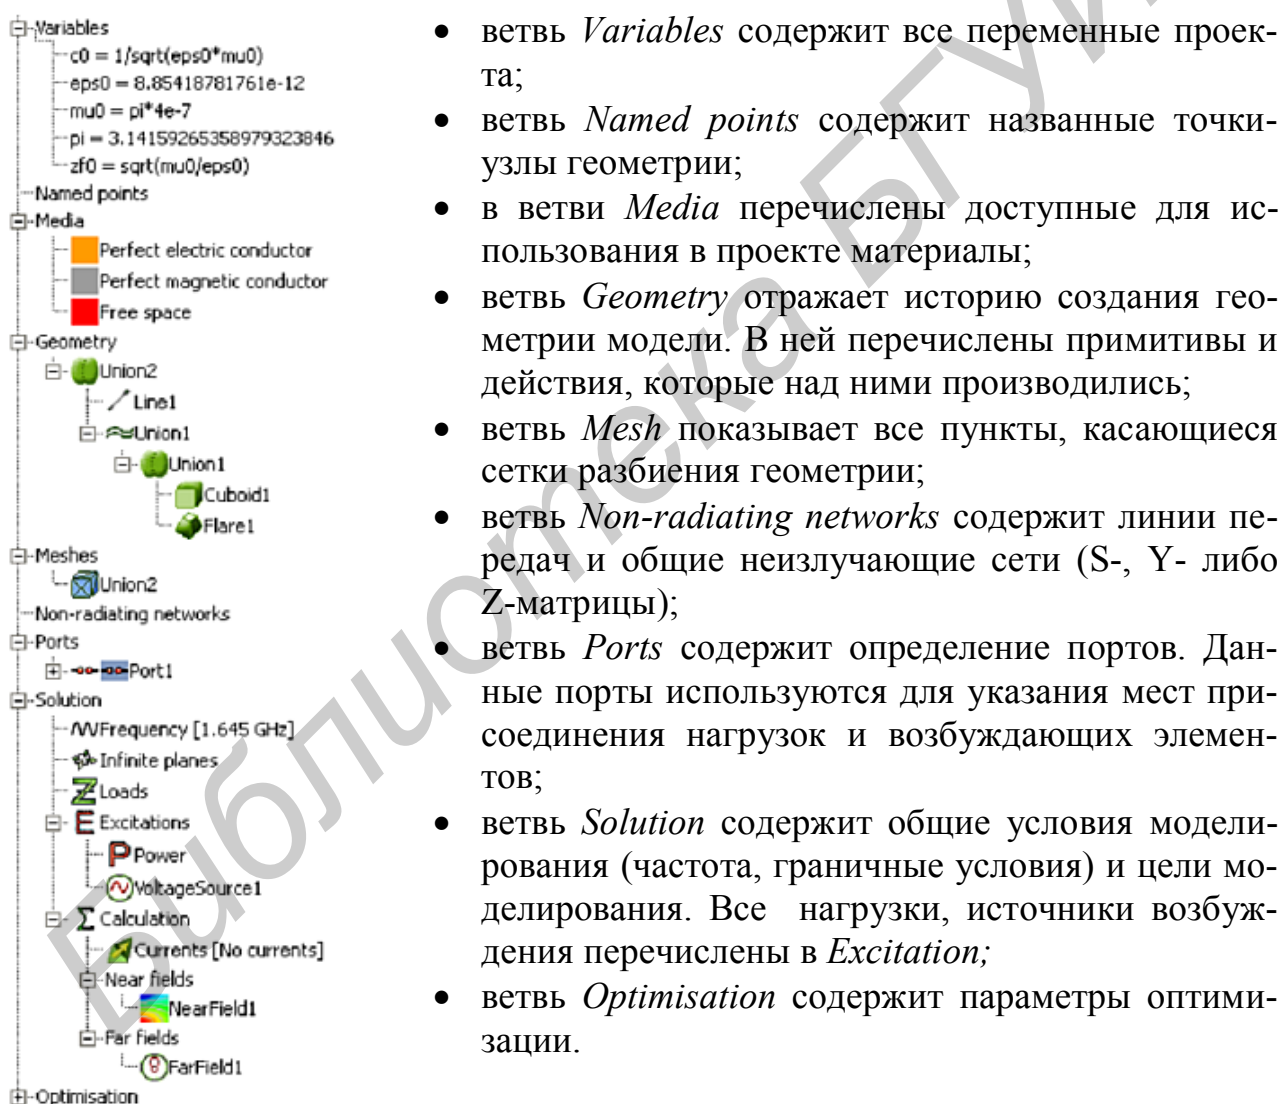 Variables
c0 = 1/sqrt(eps0*mu0)
eps0 = 8.85418781761e-12
mu0 = pi*4e-7
pi = 3.14159265358979323846
zf0 = sqrt(mu0/eps0)
Named points
Media
Perfect electric conductor
Perfect magnetic conductor
Free space
Geometry
Union2
Line1
Union1
Union1
Cuboid1
Flare1
Meshes
Union2
Non-radiating networks
Ports
Port1
Solution
Frequency [1.645 GHz]
Infinite planes
Loads
Excitations
Power
VoltageSource1
Calculation
Currents [No currents]
Near fields
NearField1
Far fields
FarField1
Optimisation
• ветвь Variables содержит все переменные проек-
та;
• ветвь Named points содержит названные точки-
узлы геометрии;
• в ветви Media перечислены доступные для ис-
пользования в проекте материалы;
• ветвь Geometry отражает историю создания гео-
метрии модели. В ней перечислены примитивы и
действия, которые над ними производились;
• ветвь Mesh показывает все пункты, касающиеся
сетки разбиения геометрии;
• ветвь Non-radiating networks содержит линии пе-
редач и общие неизлучающие сети (S-, Y- либо
Z-матрицы);
• ветвь Ports содержит определение портов. Дан-
ные порты используются для указания мест при-
соединения нагрузок и возбуждающих элемен-
тов;
• ветвь Solution содержит общие условия модели-
рования (частота, граничные условия) и цели мо-
делирования. Все нагрузки, источники возбуж-
дения перечислены в Excitation;
• ветвь Optimisation содержит параметры оптими-
зации.
Библиотека БГУИ